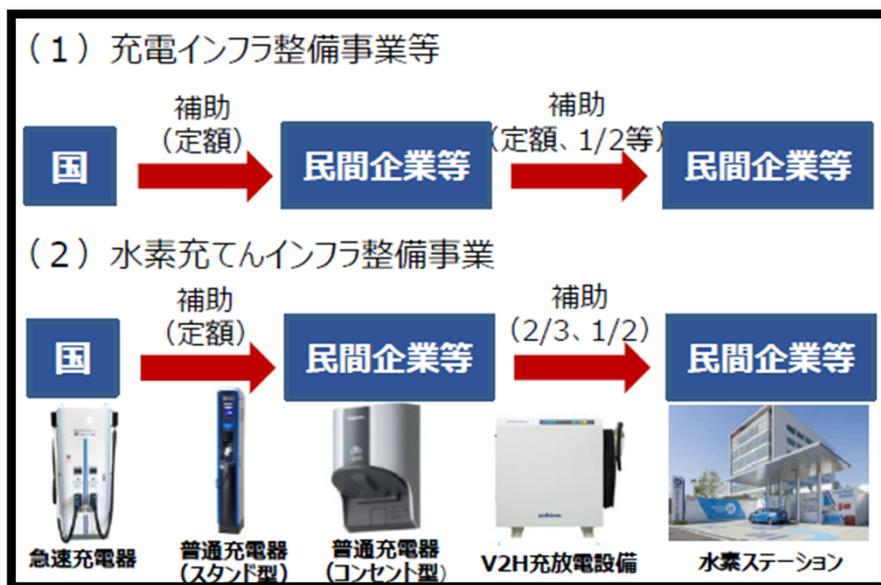 （１）充電インフラ整備事業等
補助
（定額）
補助
（定額、1/2等）
国
民間企業等
民間企業等
（２）水素充てんインフラ整備事業
補助
（定額）
補助
（2/3、1/2）
国
民間企業等
民間企業等
急速充電器
普通充電器
（スタンド型）
普通充電器
（コンセント型）
V2H充放電設備
水素ステーション